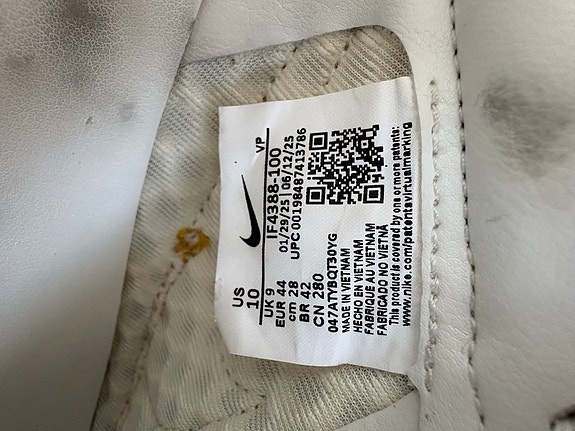 US
10
UK 9
EUR 44
cm 28
BR 42
CN 280
VP
IF4388-100
01/29/25 | 06/12/25
UPC 00198487413786
047ATYBQT30YG
MADE IN VIETNAM
HECHO EN VIETNAM
FABRIQUE AU VIETNAM
FABRICADO NO VIETNÃ
This product is covered by one or more patents:
www.nike.com/patentsvirtualmarking